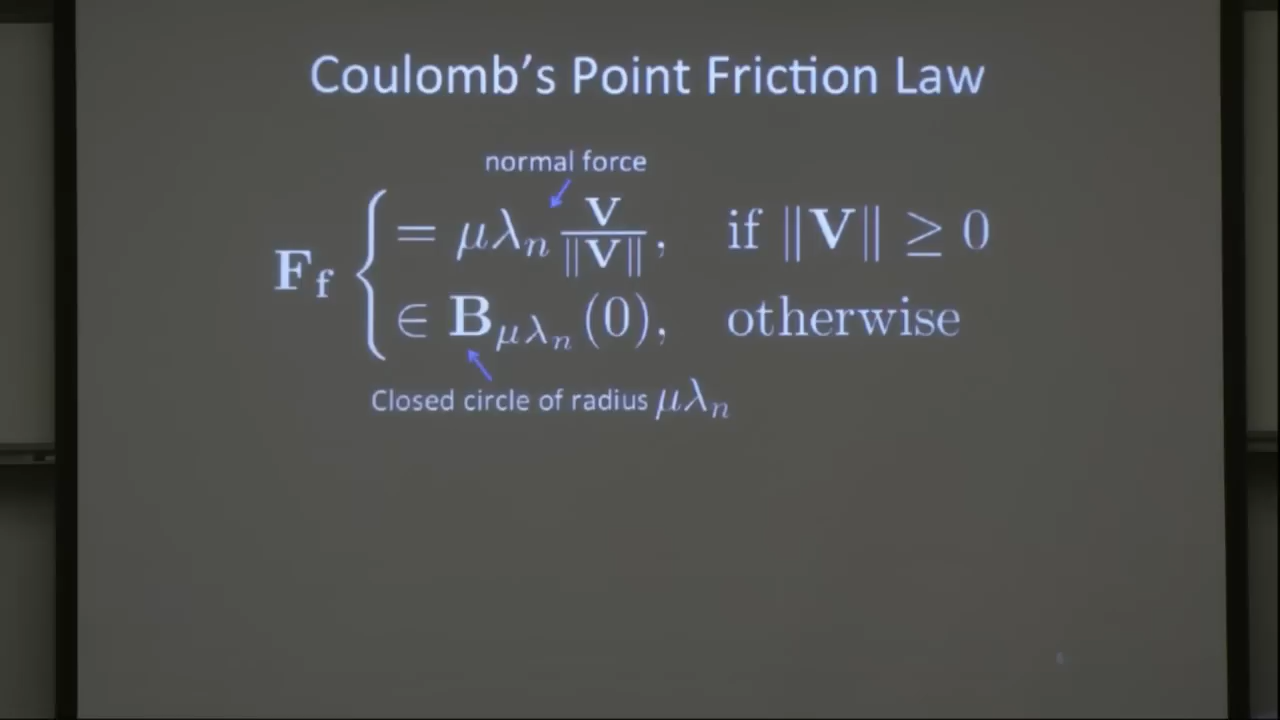 Coulomb's Point Friction Law
normal force
F_f { = μλ_n V/‖V‖, if ‖V‖ ≥ 0
∈ B_{μλ_n}(0), otherwise
Closed circle of radius μλ_n